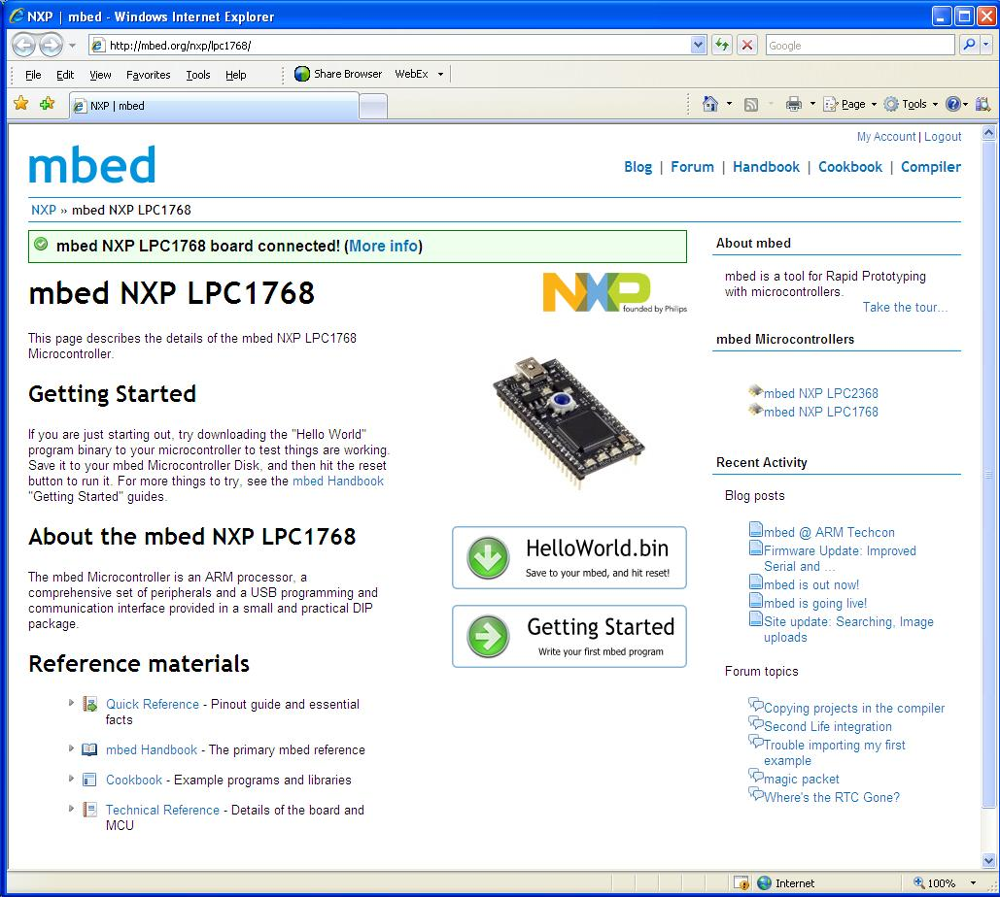 NXP | mbed - Windows Internet Explorer
http://mbed.org/nxp/lpc1768/
Google
File Edit View Favorites Tools Help
Share Browser WebEx
NXP | mbed
Page Tools
My Account | Logout
mbed
Blog | Forum | Handbook | Cookbook | Compiler
NXP » mbed NXP LPC1768
mbed NXP LPC1768 board connected! (More info)
mbed NXP LPC1768
NXP
founded by Philips
This page describes the details of the mbed NXP LPC1768
Microcontroller.
Getting Started
If you are just starting out, try downloading the "Hello World"
program binary to your microcontroller to test things are working.
Save it to your mbed Microcontroller Disk, and then hit the reset
button to run it. For more things to try, see the mbed Handbook
"Getting Started" guides.
About the mbed NXP LPC1768
The mbed Microcontroller is an ARM processor, a
comprehensive set of peripherals and a USB programming and
communication interface provided in a small and practical DIP
package.
Reference materials
Quick Reference - Pinout guide and essential
facts
mbed Handbook - The primary mbed reference
Cookbook - Example programs and libraries
Technical Reference - Details of the board and
MCU
HelloWorld.bin
Save to your mbed, and hit reset!
Getting Started
Write your first mbed program
About mbed
mbed is a tool for Rapid Prototyping
with microcontrollers.
Take the tour...
mbed Microcontrollers
mbed NXP LPC2368
mbed NXP LPC1768
Recent Activity
Blog posts
mbed @ ARM Techcon
Firmware Update: Improved
Serial and ...
mbed is out now!
mbed is going live!
Site update: Searching, Image
uploads
Forum topics
Copying projects in the compiler
Second Life integration
Trouble importing my first
example
magic packet
Where's the RTC Gone?
Internet
100%